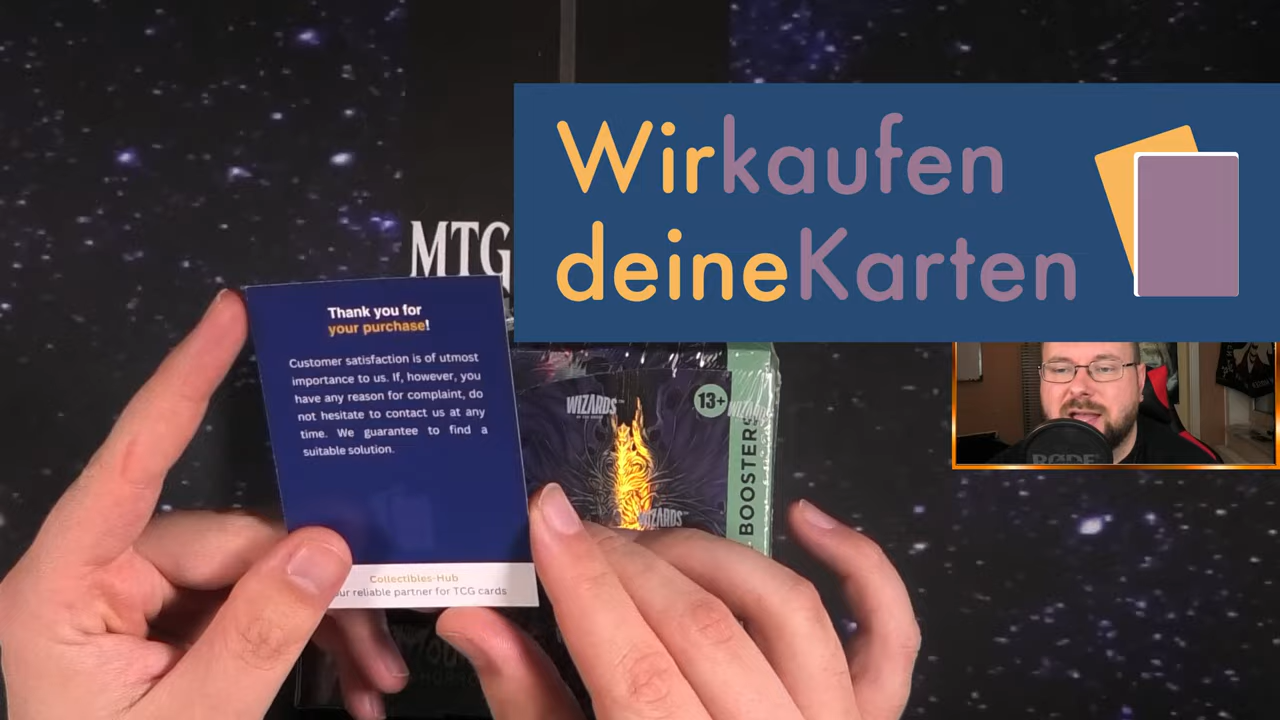 Wirkaufen
deineKarten
MTG
Thank you for
your purchase!
Customer satisfaction is of utmost
importance to us. If, however, you
have any reason for complaint, do
not hesitate to contact us at any
time. We guarantee to find a
suitable solution.
Collectibles-Hub
reliable partner for TCG cards
WIZARDS
13+
WIZARDS
BOOSTERS
WIZARDS
RØDE